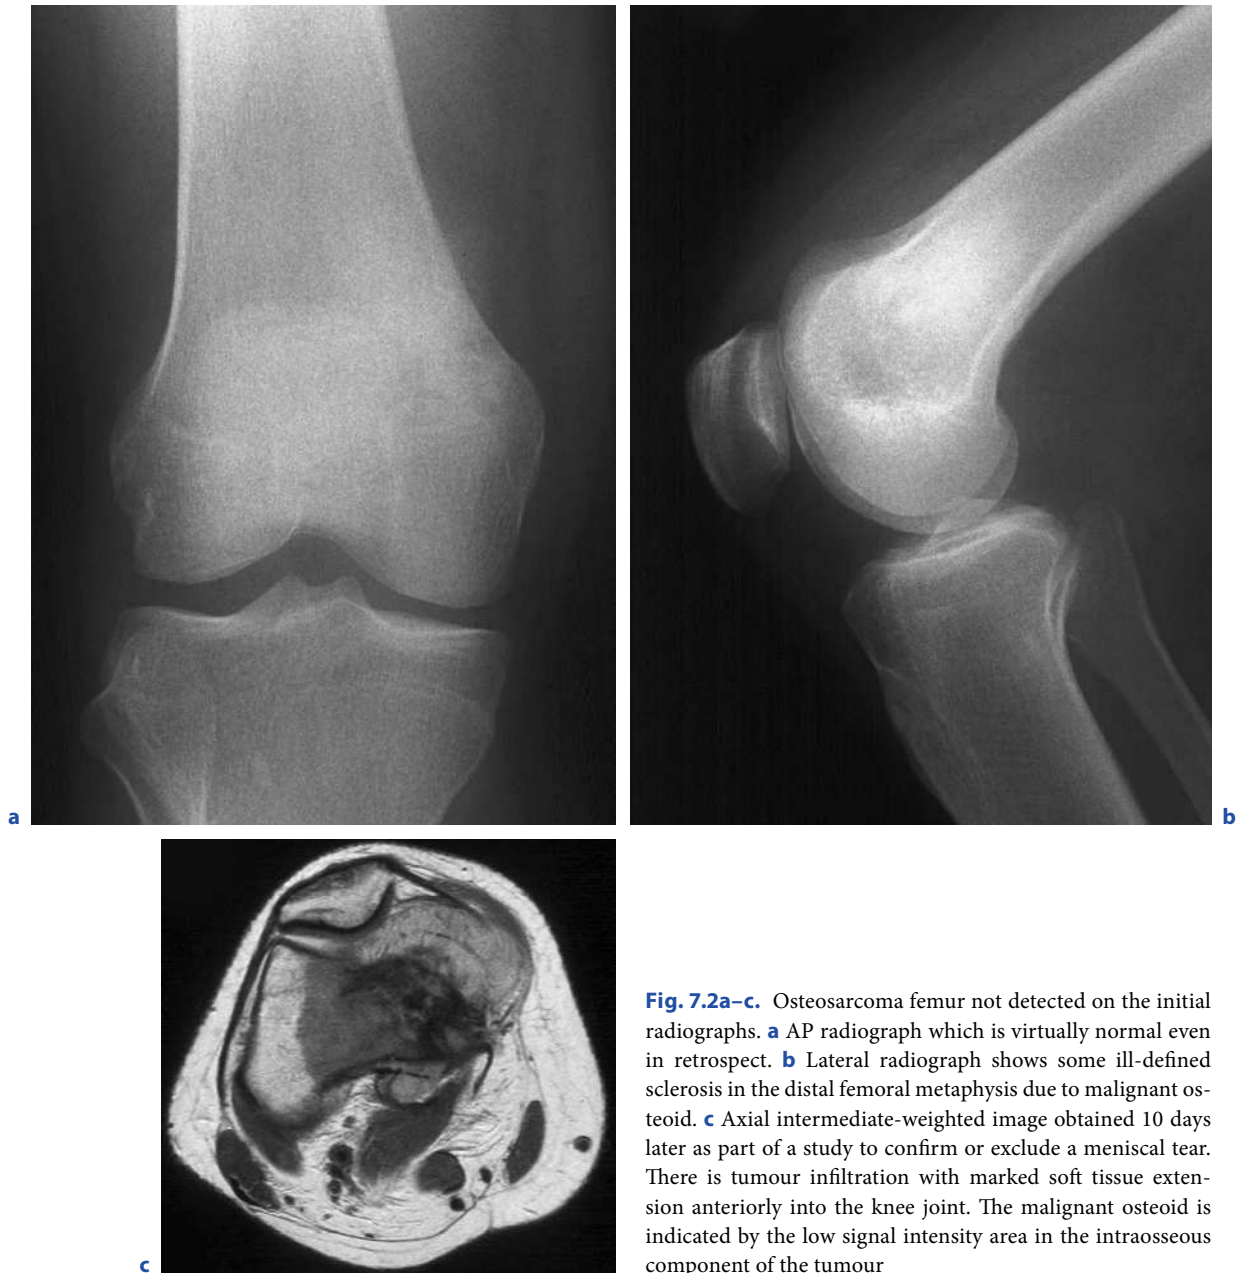 a
b
c
Fig. 7.2a–c. Osteosarcoma femur not detected on the initial
radiographs. a AP radiograph which is virtually normal even
in retrospect. b Lateral radiograph shows some ill-defined
sclerosis in the distal femoral metaphysis due to malignant os-
teoid. c Axial intermediate-weighted image obtained 10 days
later as part of a study to confirm or exclude a meniscal tear.
There is tumour infiltration with marked soft tissue exten-
sion anteriorly into the knee joint. The malignant osteoid is
indicated by the low signal intensity area in the intraosseous
component of the tumour